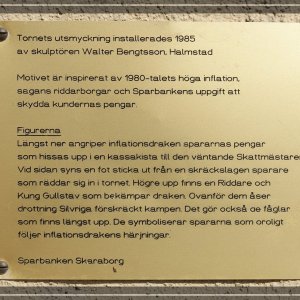 Tornets utsmyckning installerades 1985
av skulptören Walter Bengtsson, Halmstad
Motivet är inspirerat av 1980-talets höga inflation,
sagans riddarborgar och Sparbankens uppgift att
skydda kundernas pengar.
Figurerna
Längst ner angriper inflationsdraken spararnas pengar
som hissas upp i en kassakista till den väntande Skattmästaren
Vid sidan syns en fot sticka ut från en skräckslagen sparare
som räddar sig in i tornet. Högre upp finns en Riddare och
Kung Gullstav som bekämpar draken. Ovanför dem åser
drottning Silvriga förskräckt kampen. Det gör också de fåglar
som finns längst upp. De symboliserar spararna som oroligt
följer inflationsdrakens härjningar.
Sparbanken Skaraborg